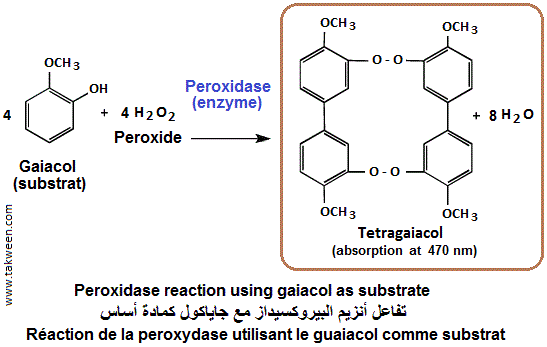 OCH₃
OH
4
+ 4 H₂O₂
Peroxide
Gaiacol
(substrat)
Peroxidase
(enzyme)
OCH₃
OCH₃
O - O
+ 8 H₂O
O - O
OCH₃
OCH₃
Tetragaiacol
(absorption at 470 nm)
www.takween.com
Peroxidase reaction using gaiacol as substrate
تفاعل أنزيم البيروكسيداز مع جاياكول كمادة أساس
Réaction de la peroxydase utilisant le guaiacol comme substrat